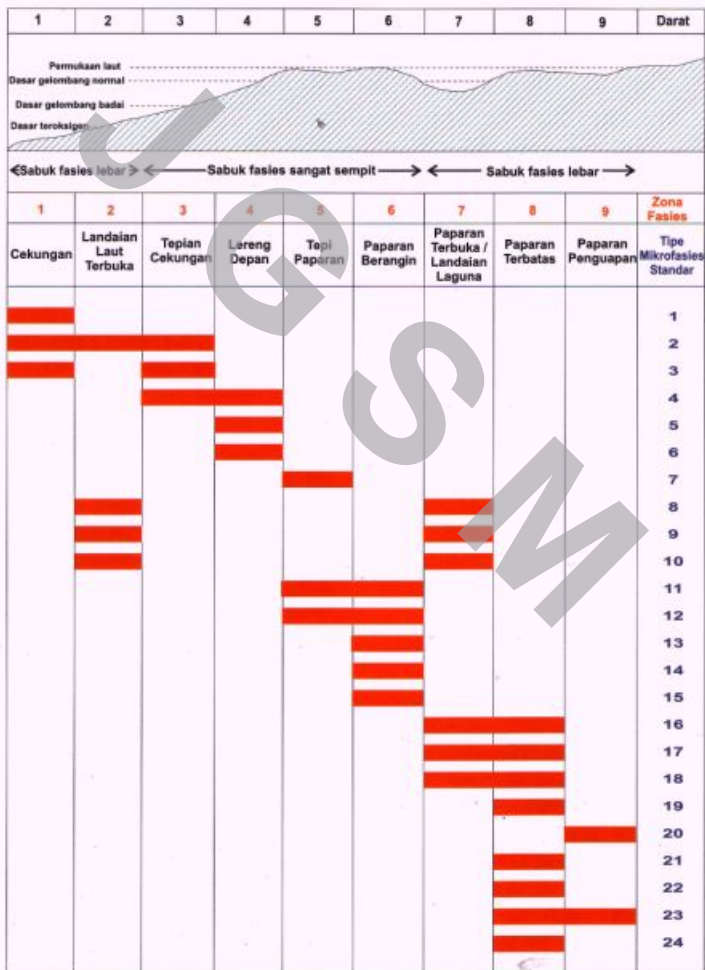 1 2 3 4 5 6 7 8 9 Darat
Permukaan laut
Dasar gelombang normal
Dasar gelombang badai
Dasar teroksigen
Sabuk fasies lebar Sabuk fasies sangat sempit Sabuk fasies lebar
1 2 3 4 5 6 7 8 9 Zona Fasies
Cekungan
Landaian
Laut
Terbuka
Tepian
Cekungan
Lereng
Depan
Tepi
Paparan
Paparan
Berangin
Paparan
Terbuka /
Landaian
Laguna
Paparan
Terbatas
Paparan
Penguapan
Tipe
Mikrofasies
Standar
1
2
3
4
5
6
7
8
9
10
11
12
13
14
15
16
17
18
19
20
21
22
23
24
JGSM